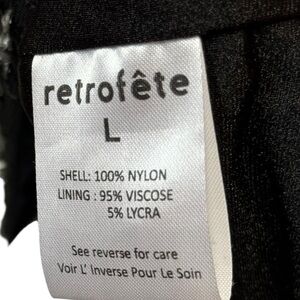 retrofête
L
SHELL: 100% NYLON
LINING : 95% VISCOSE
5% LYCRA
See reverse for care
Voir L' Inverse Pour Le Soin